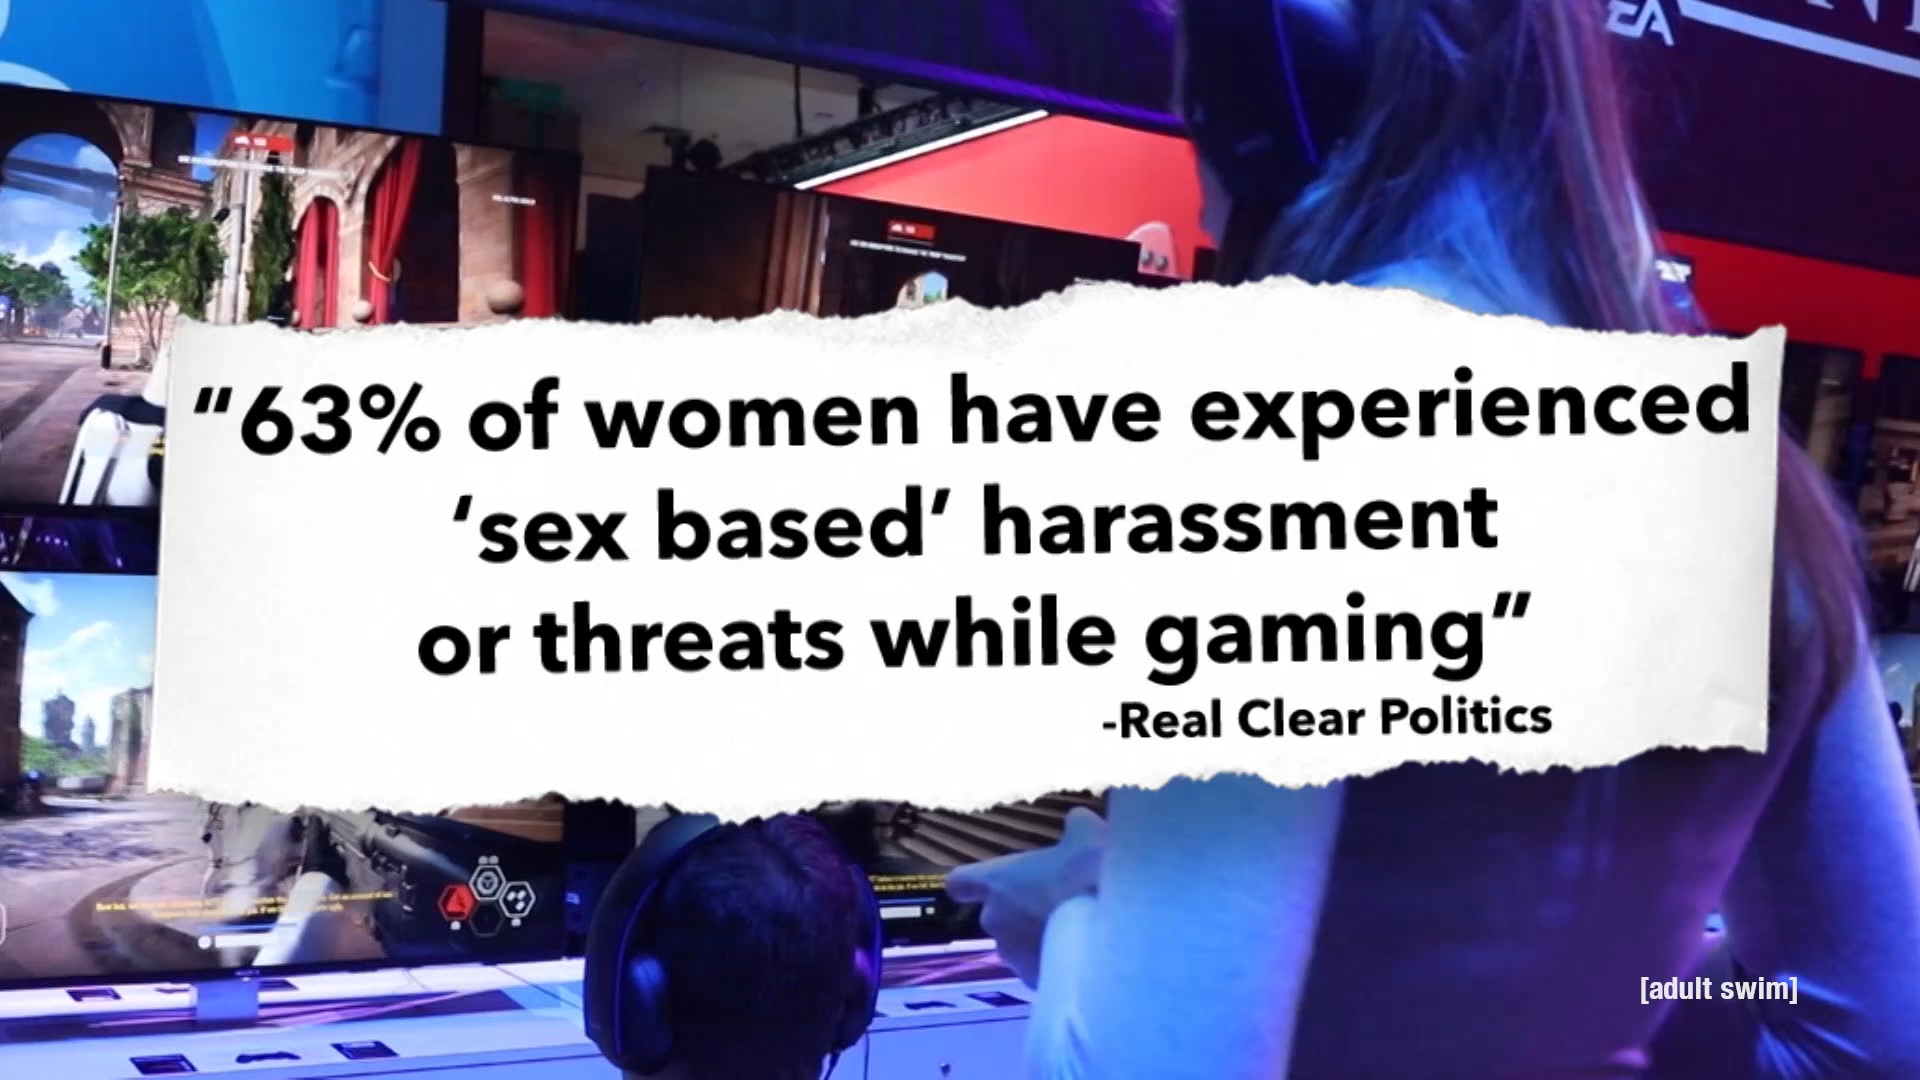 EA
“63% of women have experienced
‘sex based’ harassment
or threats while gaming”
-Real Clear Politics
[adult swim]